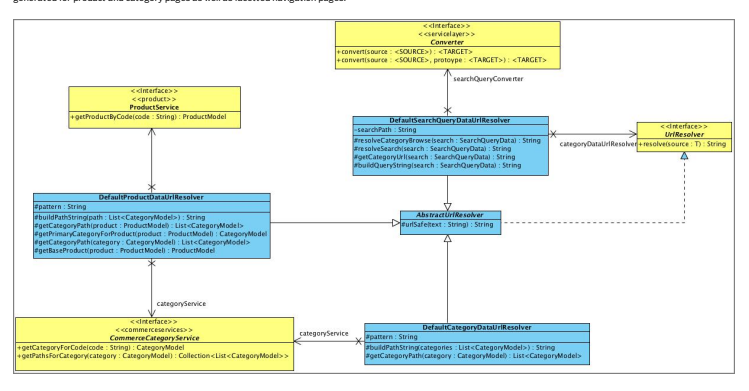 generated for product and category pages as well as facetted navigation pages.
<<Interface>>
<<servicelayer>>
Converter
+convert(source : <SOURCE>) : <TARGET>
+convert(source : <SOURCE>, protoype : <TARGET>) : <TARGET>
searchQueryConverter
<<Interface>>
<<product>>
ProductService
+getProductByCode(code : String) : ProductModel
DefaultSearchQueryDataUrlResolver
-searchPath : String
#resolveCategoryBrowse(search : SearchQueryData) : String
#resolveSearch(search : SearchQueryData) : String
#getCategoryUrl(search : SearchQueryData) : String
#buildQueryString(search : SearchQueryData) : String
categoryDataUrlResolver
<<Interface>>
UrlResolver
+resolve(source : T) : String
DefaultProductDataUrlResolver
#pattern : String
#buildPathString(path : List<CategoryModel>) : String
#getCategoryPath(product : ProductModel) : List<CategoryModel>
#getPrimaryCategoryForProduct(product : ProductModel) : CategoryModel
#getCategoryPath(category : CategoryModel) : List<CategoryModel>
#getBaseProduct(product : ProductModel) : ProductModel
AbstractUrlResolver
#urlSafe(text : String) : String
categoryService
<<Interface>>
<<commerceservices>>
CommerceCategoryService
+getCategoryForCode(code : String) : CategoryModel
+getPathsForCategory(category : CategoryModel) : Collection<List<CategoryModel>>
categoryService
DefaultCategoryDataUrlResolver
#pattern : String
#buildPathString(categories : List<CategoryModel>) : String
#getCategoryPath(category : CategoryModel) : List<CategoryModel>